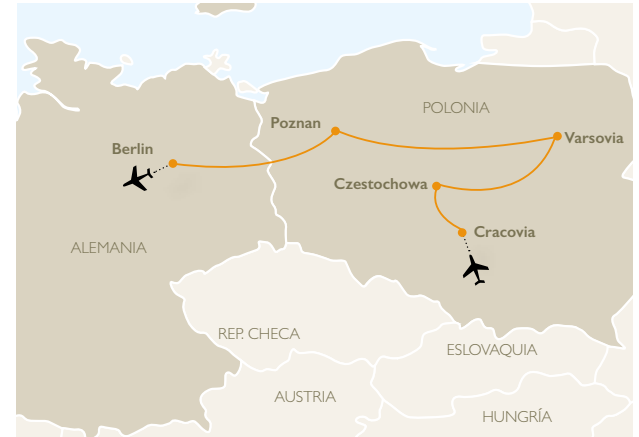 POLONIA
Poznan
Varsovia
Berlin
Czestochowa
Cracovia
ALEMANIA
REP. CHECA
ESLOVAQUIA
AUSTRIA
HUNGRÍA